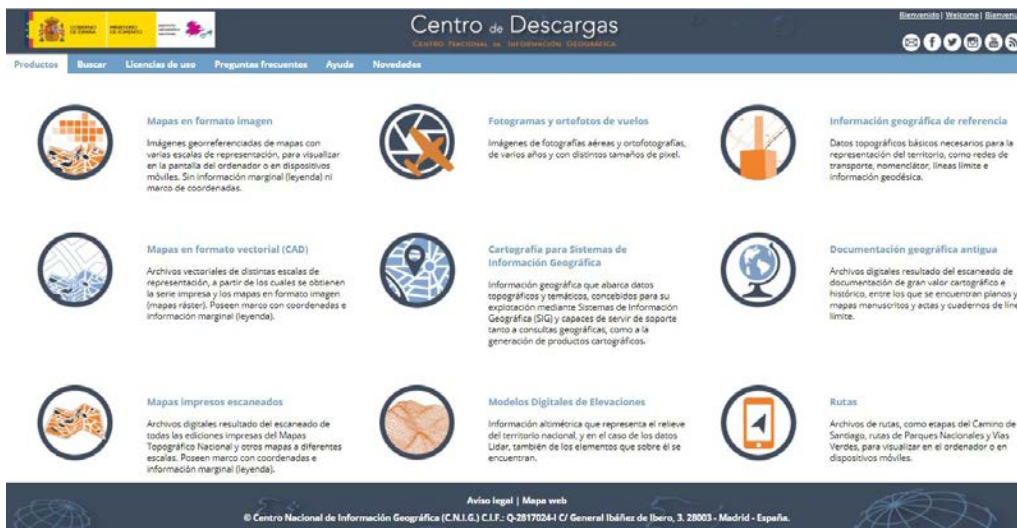 GOBIERNO DE ESPAÑA
MINISTERIO DE FOMENTO
Centro de Descargas
CENTRO NACIONAL DE INFORMACIÓN GEOGRÁFICA
Bienvenido | Welcome | Bienvenu
Productos Buscar Licencias de uso Preguntas frecuentes Ayuda Novedades
Mapas en formato imagen
Imágenes georreferenciadas de mapas con
varias escalas de representación, para visualizar
en la pantalla del ordenador o en dispositivos
móviles. Sin información marginal (leyenda) ni
marco de coordenadas.
Fotogramas y ortofotos de vuelos
Imágenes de fotografías aéreas y ortofotografías,
de varios años y con distintos tamaños de pixel.
Información geográfica de referencia
Datos topográficos básicos necesarios para la
representación del territorio, como redes de
transporte, nomenclátor, líneas límite e
información geodésica.
Mapas en formato vectorial (CAD)
Archivos vectoriales de distintas escalas de
representación, a partir de los cuales se obtienen
la serie impresa y los mapas en formato imagen
(mapas ráster). Poseen marco con coordenadas e
información marginal (leyenda).
Cartografía para Sistemas de
Información Geográfica
Información geográfica que abarca datos
topográficos y temáticos, concebidos para su
explotación mediante Sistemas de Información
Geográfica (SIG) y capaces de servir de soporte
tanto a consultas geográficas, como a la
generación de productos cartográficos.
Documentación geográfica antigua
Archivos digitales resultado del escaneado de
documentación de gran valor cartográfico e
histórico, entre los que se encuentran planos y
mapas manuscritos y actas y cuadernos de líne
límite.
Mapas impresos escaneados
Archivos digitales resultado del escaneado de
todas las ediciones impresas del Mapas
Topográfico Nacional y otros mapas a diferentes
escalas. Poseen marco con coordenadas e
información marginal (leyenda).
Modelos Digitales de Elevaciones
Información altimétrica que representa el relieve
del territorio nacional, y en el caso de los datos
Lidar, también de los elementos que sobre él se
encuentran.
Rutas
Archivos de rutas, como etapas del Camino de
Santiago, rutas de Parques Nacionales y Vías
Verdes, para visualizar en el ordenador o en
dispositivos móviles.
Aviso legal | Mapa web
© Centro Nacional de Información Geográfica (C.N.I.G.) C.I.F.: Q-2817024-I C/ General Ibáñez de Ibero, 3. 28003 - Madrid - España.